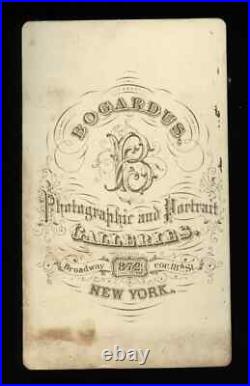 BOGARDUS.
B
Photographic and Portrait
GALLERIES.
Broadway 872 cor. 18th St.
NEW YORK.